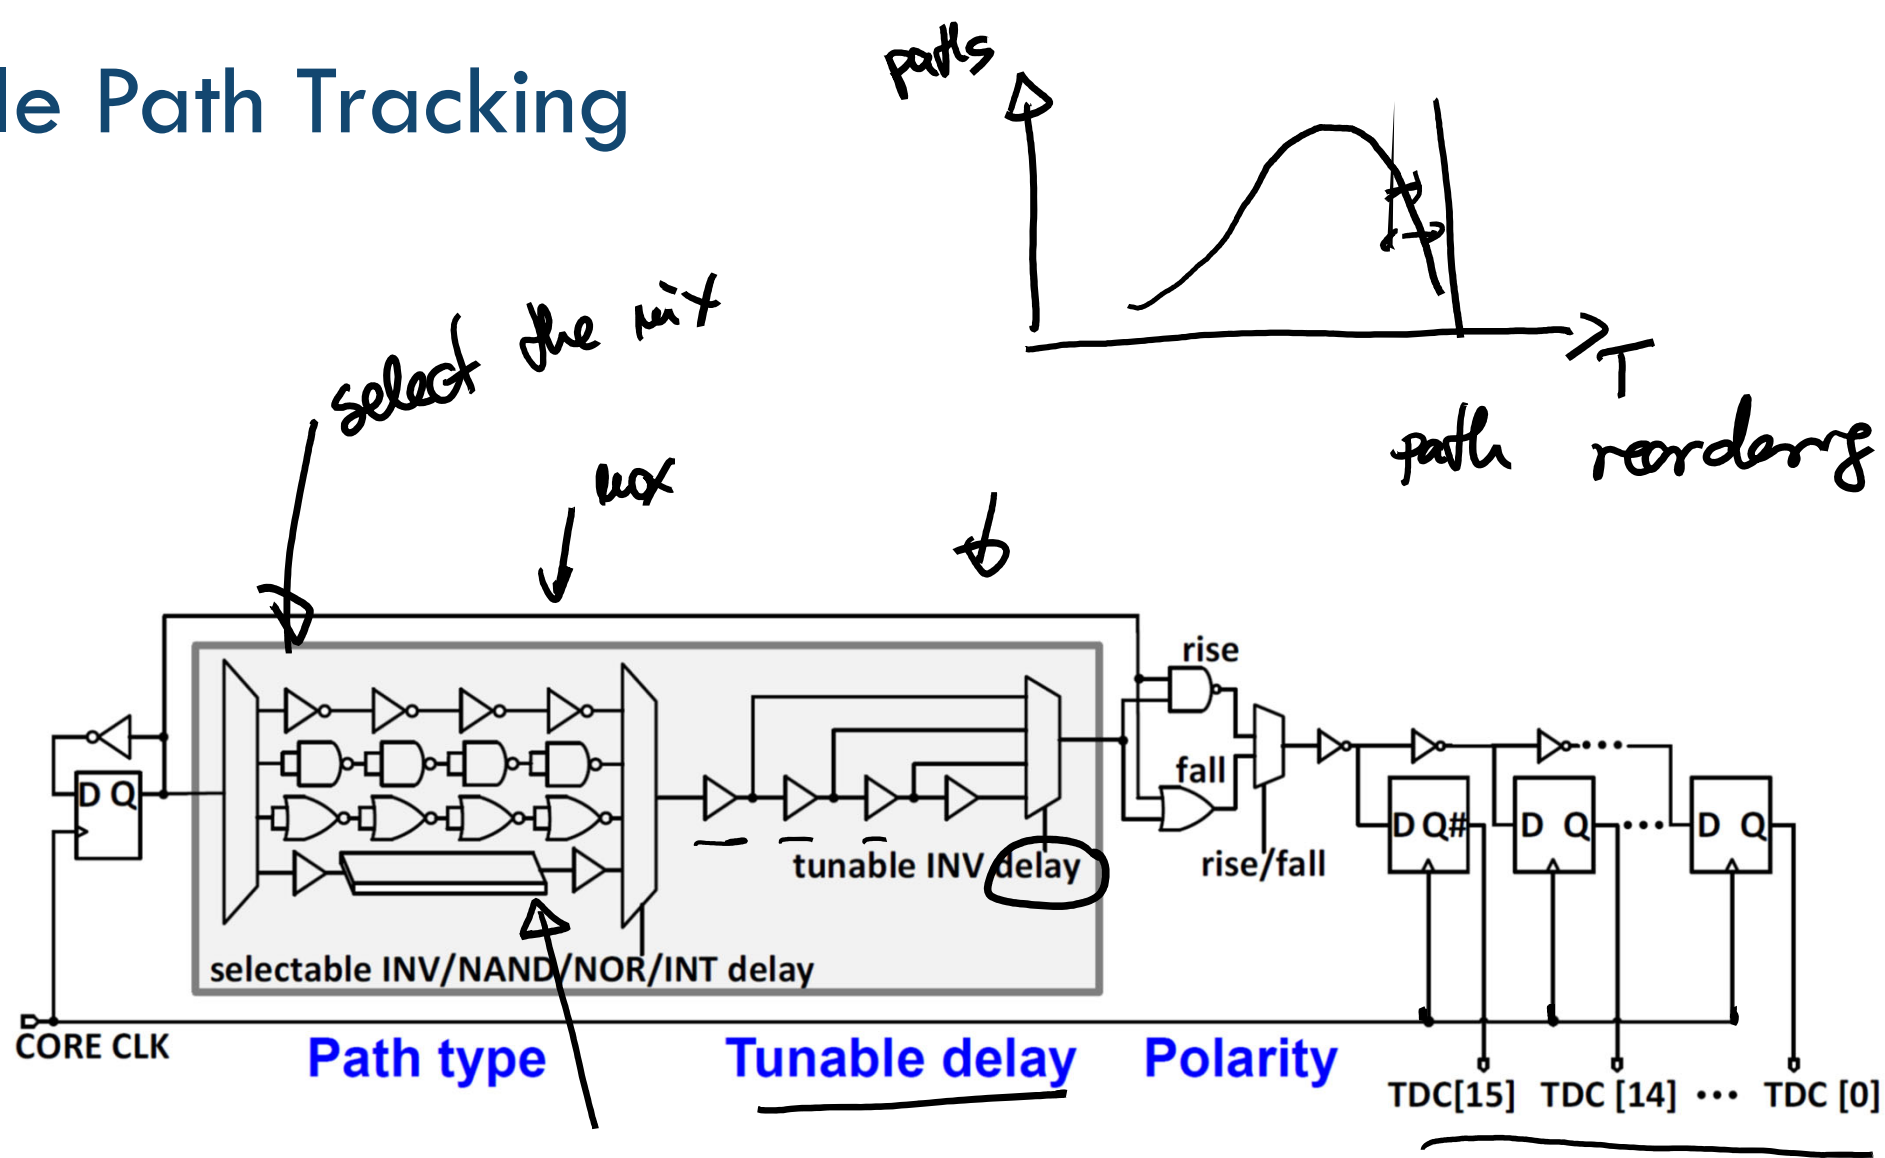 le Path Tracking
paths
T
path reordering
select the mix
rise
fall
rise/fall
D Q
D Q#
D Q
D Q
tunable INV delay
selectable INV/NAND/NOR/INT delay
CORE CLK
Path type
Tunable delay
Polarity
TDC[15] TDC [14] ••• TDC [0]